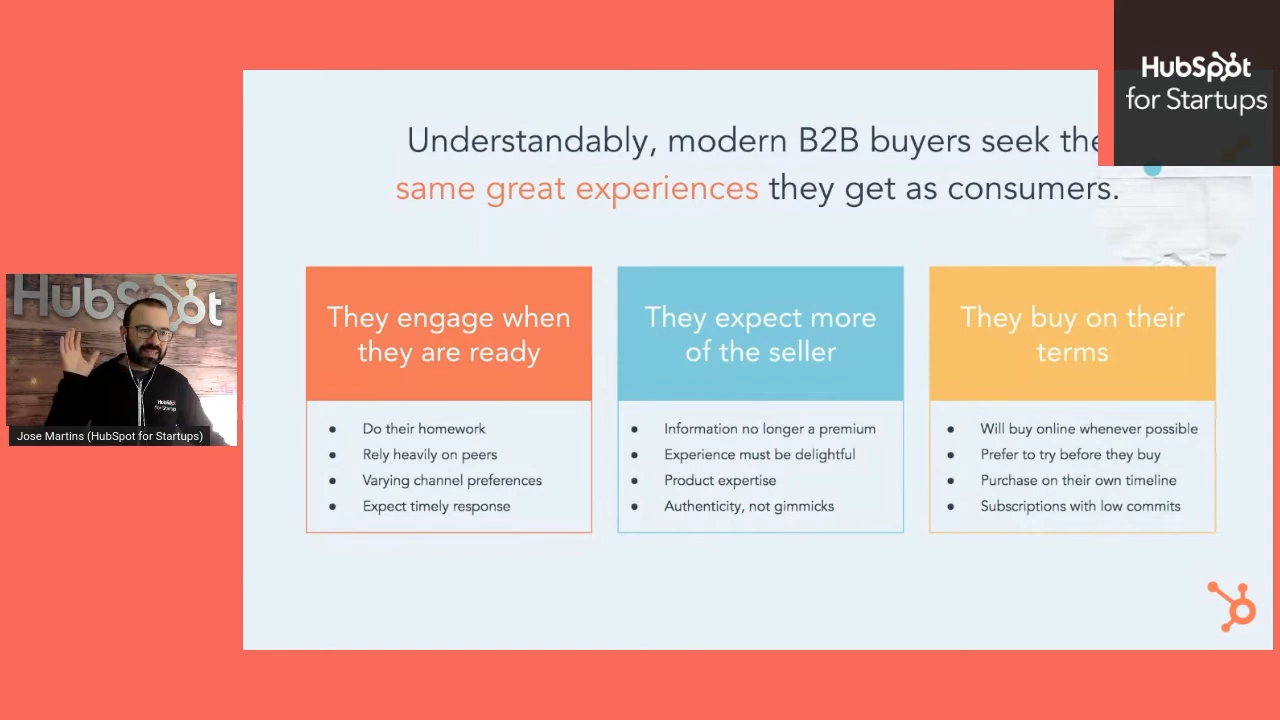 HubSpot
for Startups
Understandably, modern B2B buyers seek the
same great experiences they get as consumers.
They engage when
they are ready
Do their homework
Rely heavily on peers
Varying channel preferences
Expect timely response
They expect more
of the seller
Information no longer a premium
Experience must be delightful
Product expertise
Authenticity, not gimmicks
They buy on their
terms
Will buy online whenever possible
Prefer to try before they buy
Purchase on their own timeline
Subscriptions with low commits
HubSpot
HubSpot
for Startups
Jose Martins (HubSpot for Startups)